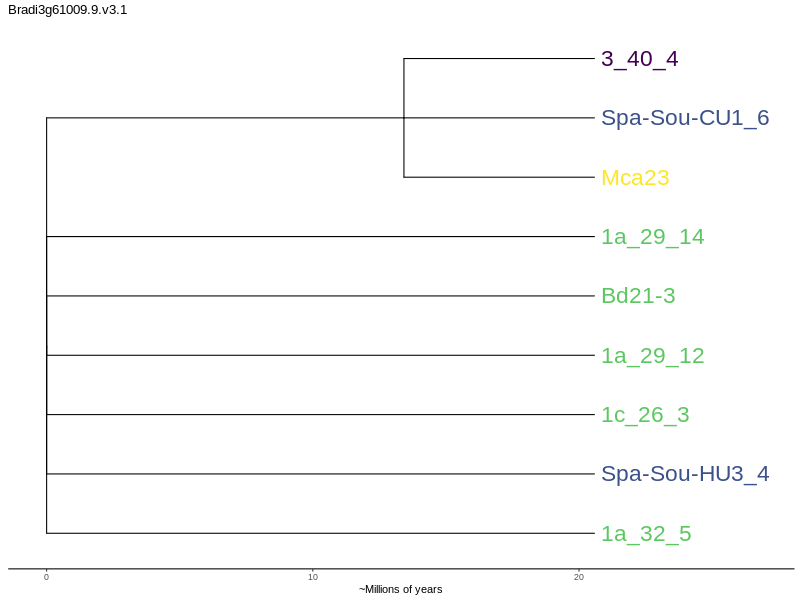 Bradi3g61009.9.v3.1
3_40_4
Spa-Sou-CU1_6
Mca23
1a_29_14
Bd21-3
1a_29_12
1c_26_3
Spa-Sou-HU3_4
1a_32_5
0 10 20
~Millions of years